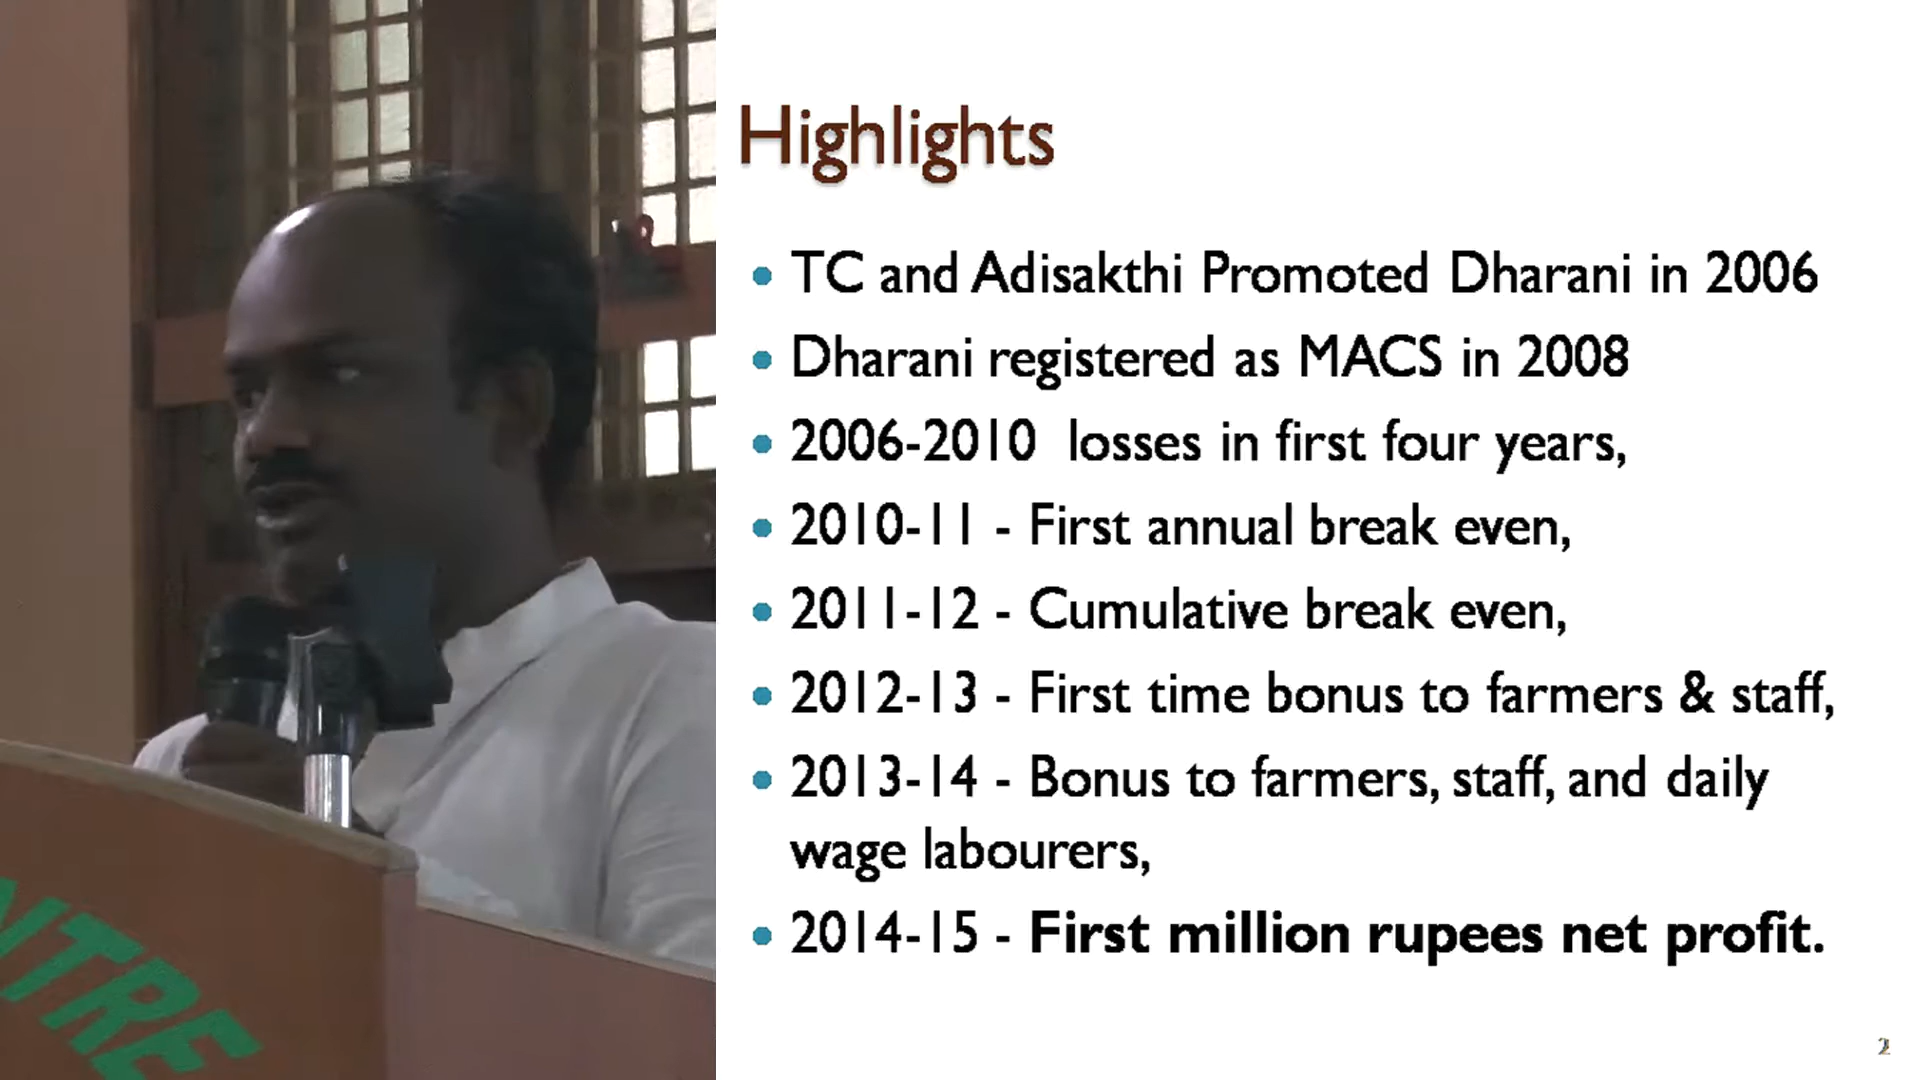 Highlights
TC and Adisakthi Promoted Dharani in 2006
Dharani registered as MACS in 2008
2006-2010 losses in first four years,
2010-11 - First annual break even,
2011-12 - Cumulative break even,
2012-13 - First time bonus to farmers & staff,
2013-14 - Bonus to farmers, staff, and daily
wage labourers,
2014-15 - First million rupees net profit.
NTRE